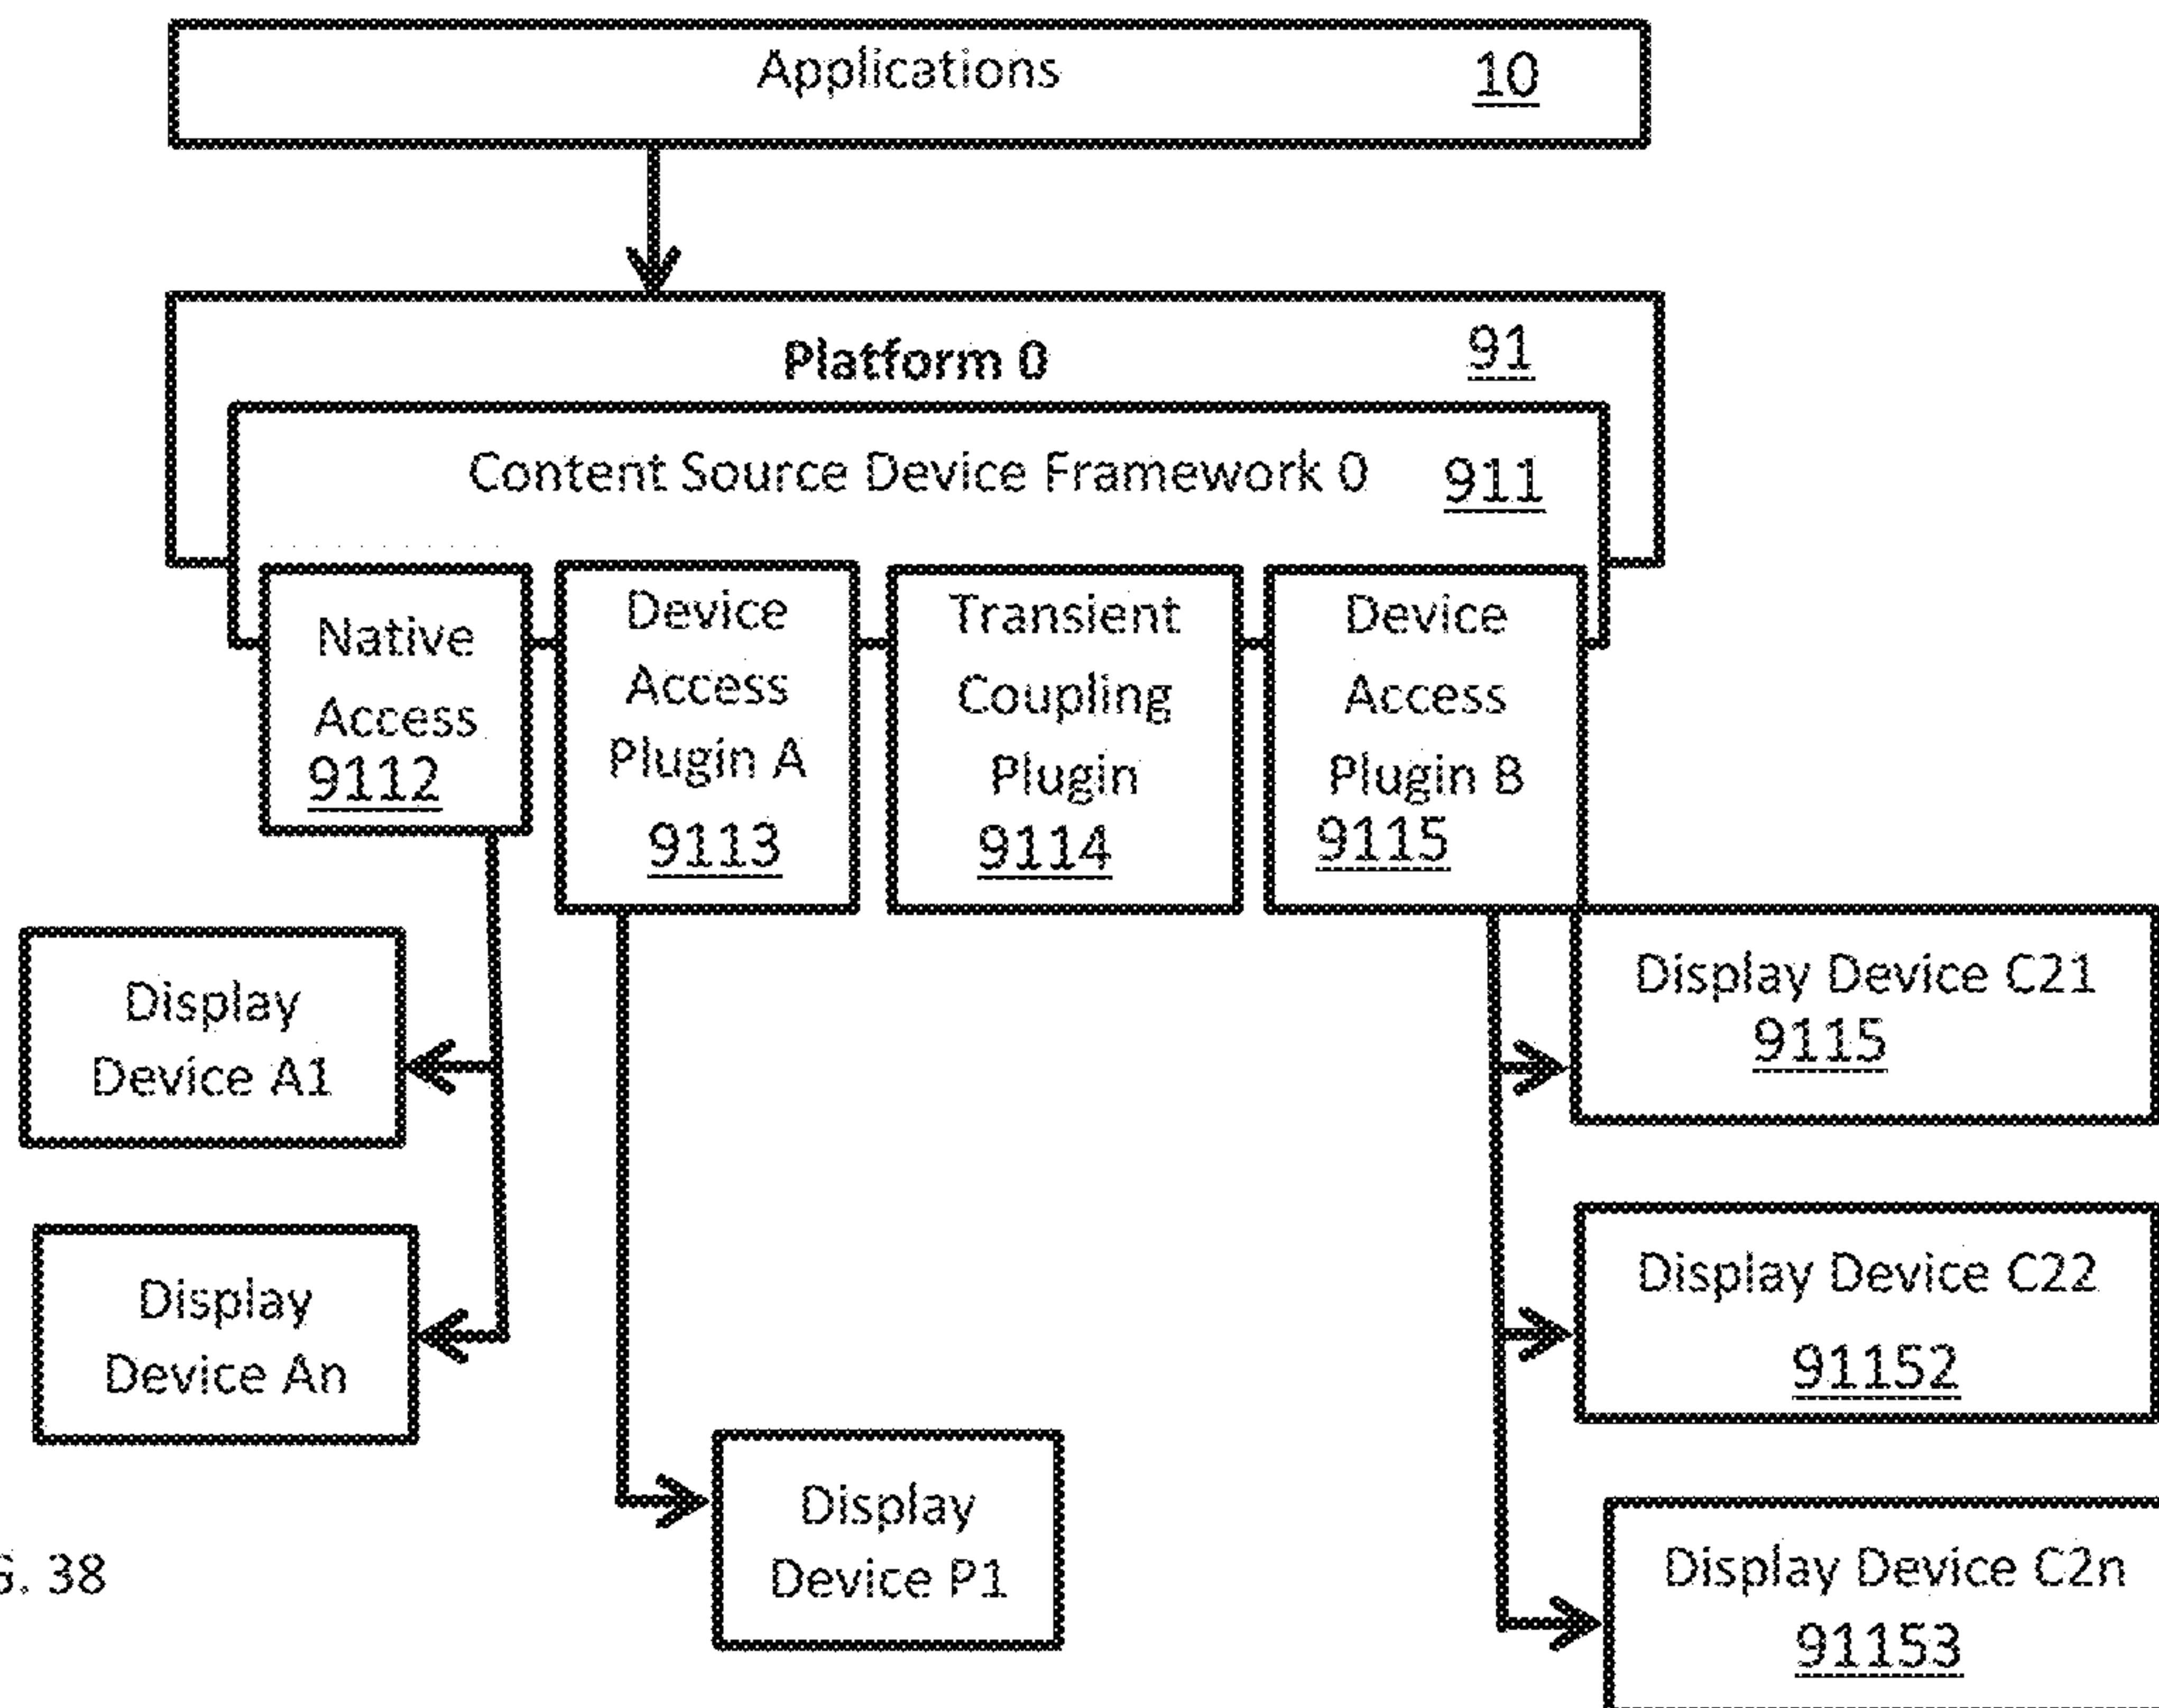 Applications 10
Platform 0 91
Content Source Device Framework 0 911
Native
Access
9112
Device
Access
Plugin A
9113
Transient
Coupling
Plugin
9114
Device
Access
Plugin B
9115
Display
Device A1
Display
Device An
Display
Device P1
Display Device C21
9115
Display Device C22
91152
Display Device C2n
91153
G. 38